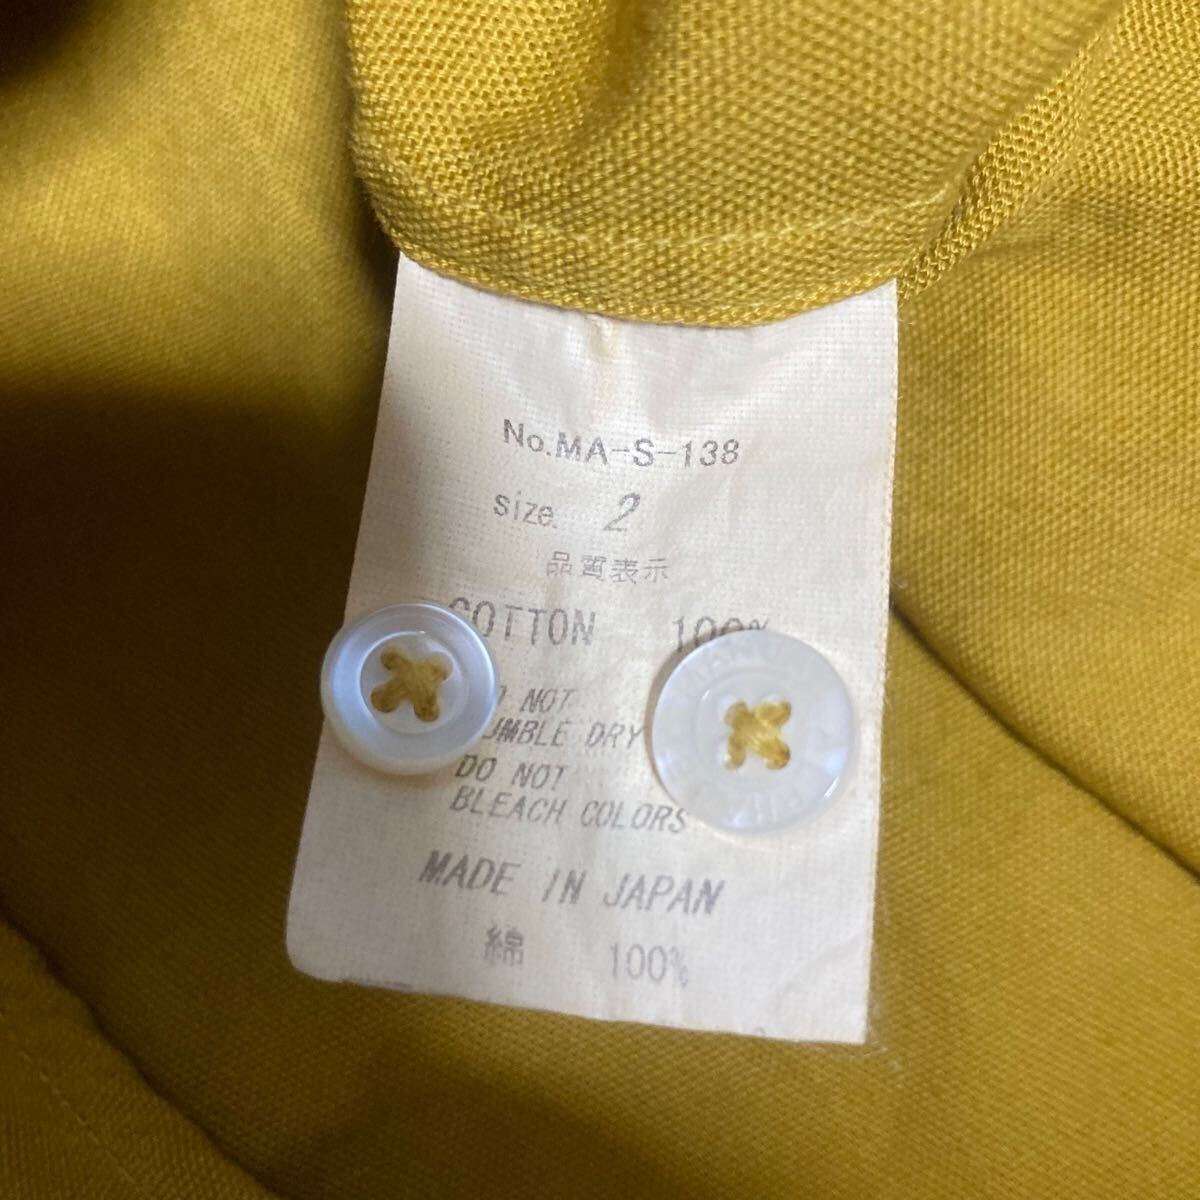 No.MA-S-138
size. 2
品質表示
COTTON 100%
DO NOT
TUMBLE DRY
DO NOT
BLEACH COLORS
MADE IN JAPAN
綿 100%